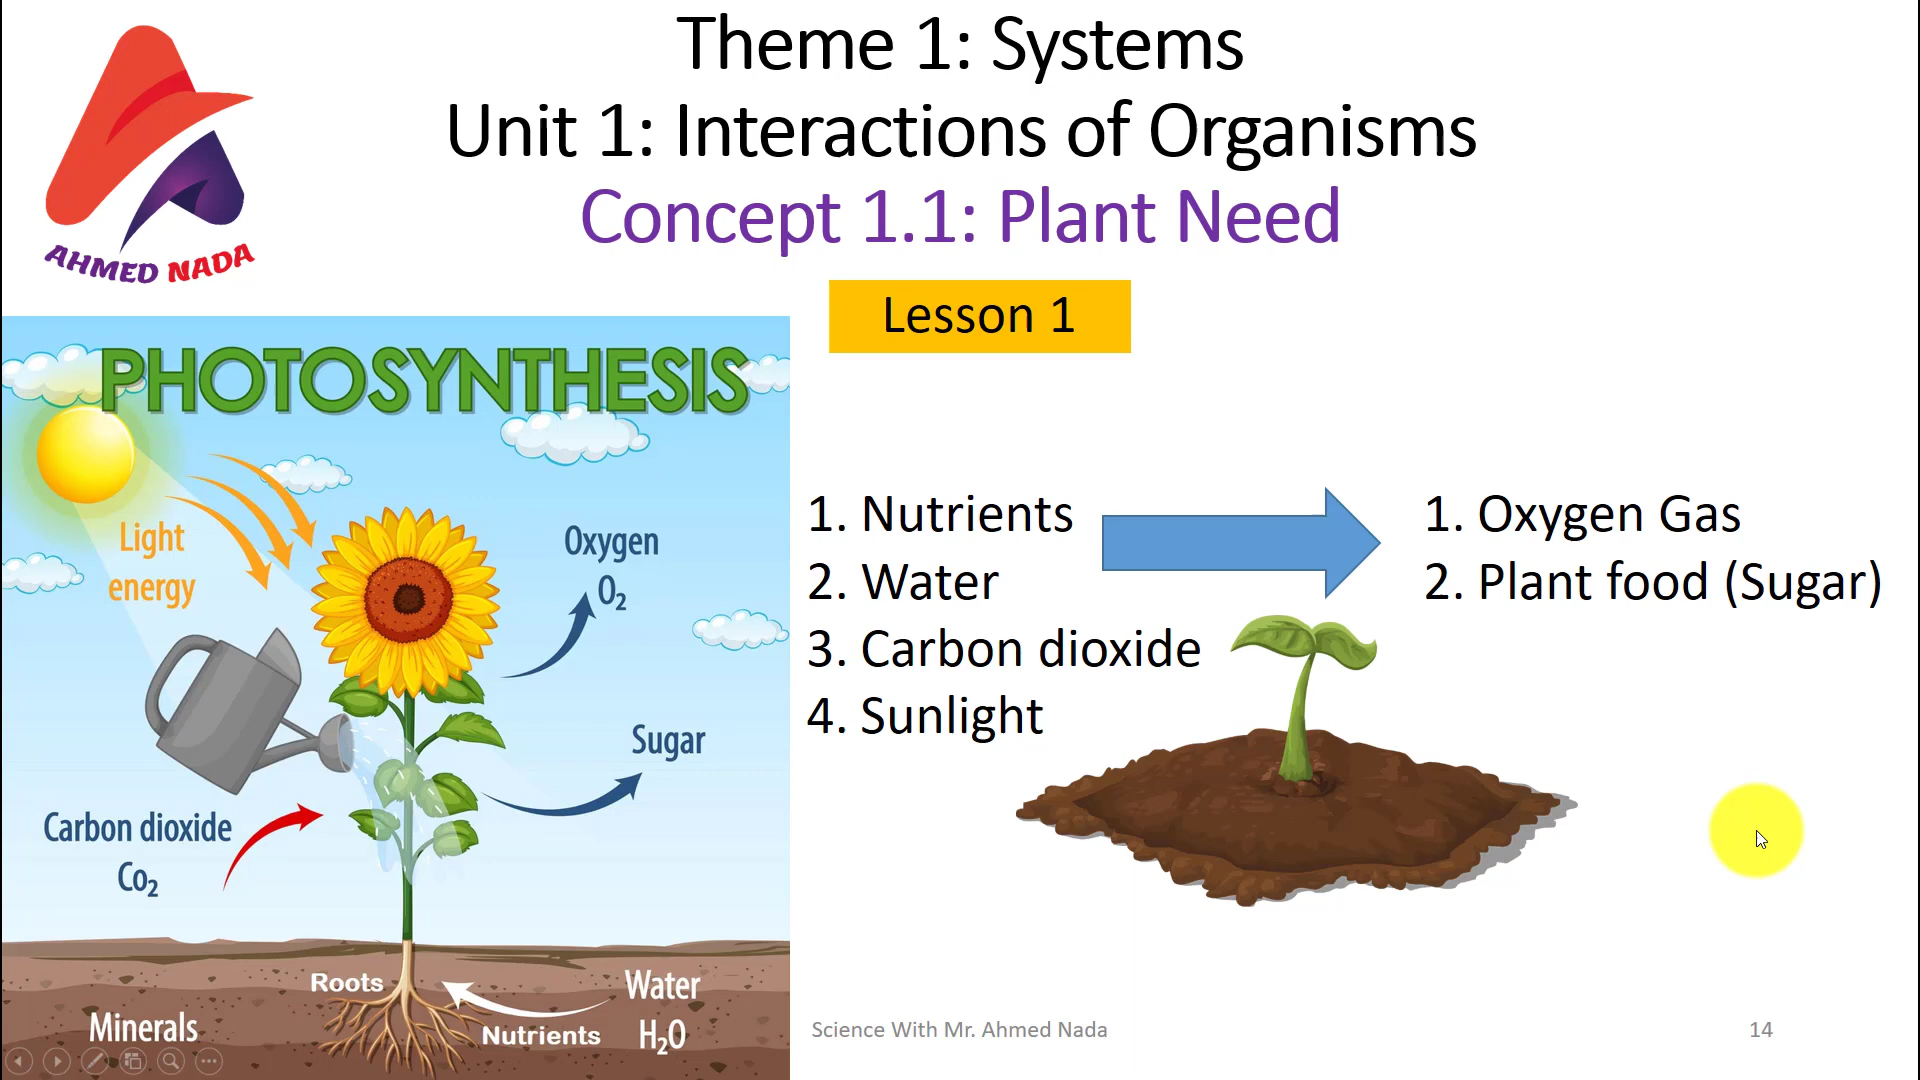 Theme 1: Systems
Unit 1: Interactions of Organisms
Concept 1.1: Plant Need
AHMED NADA
Lesson 1
PHOTOSYNTHESIS
Light
energy
Oxygen
O₂
Sugar
Carbon dioxide
Co₂
Roots
Water
H₂O
Nutrients
Minerals
1. Nutrients
2. Water
3. Carbon dioxide
4. Sunlight
1. Oxygen Gas
2. Plant food (Sugar)
Science With Mr. Ahmed Nada
14